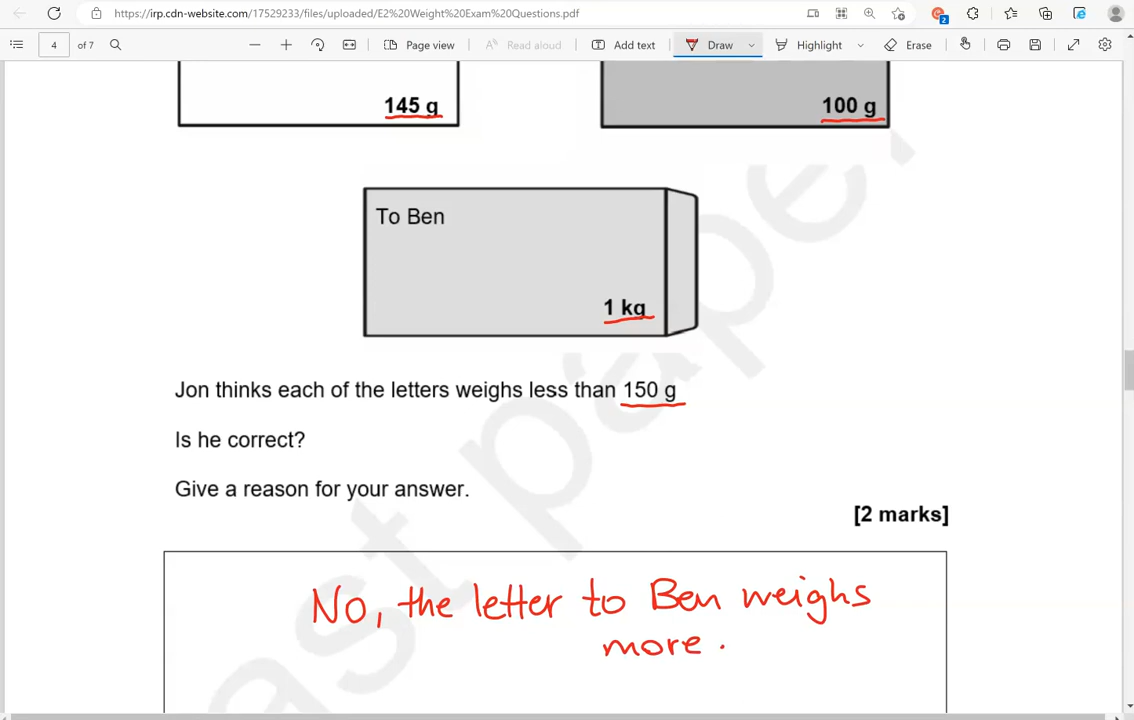 https://irp.cdn-website.com/17529233/files/uploaded/E2%20Weight%20Exam%20Questions.pdf
2
4 of 7 Page view Read aloud Add text Draw Highlight Erase
145 g
100 g
To Ben
1 kg
Jon thinks each of the letters weighs less than 150 g
Is he correct?
Give a reason for your answer.
[2 marks]
No, the letter to Ben weighs
more.